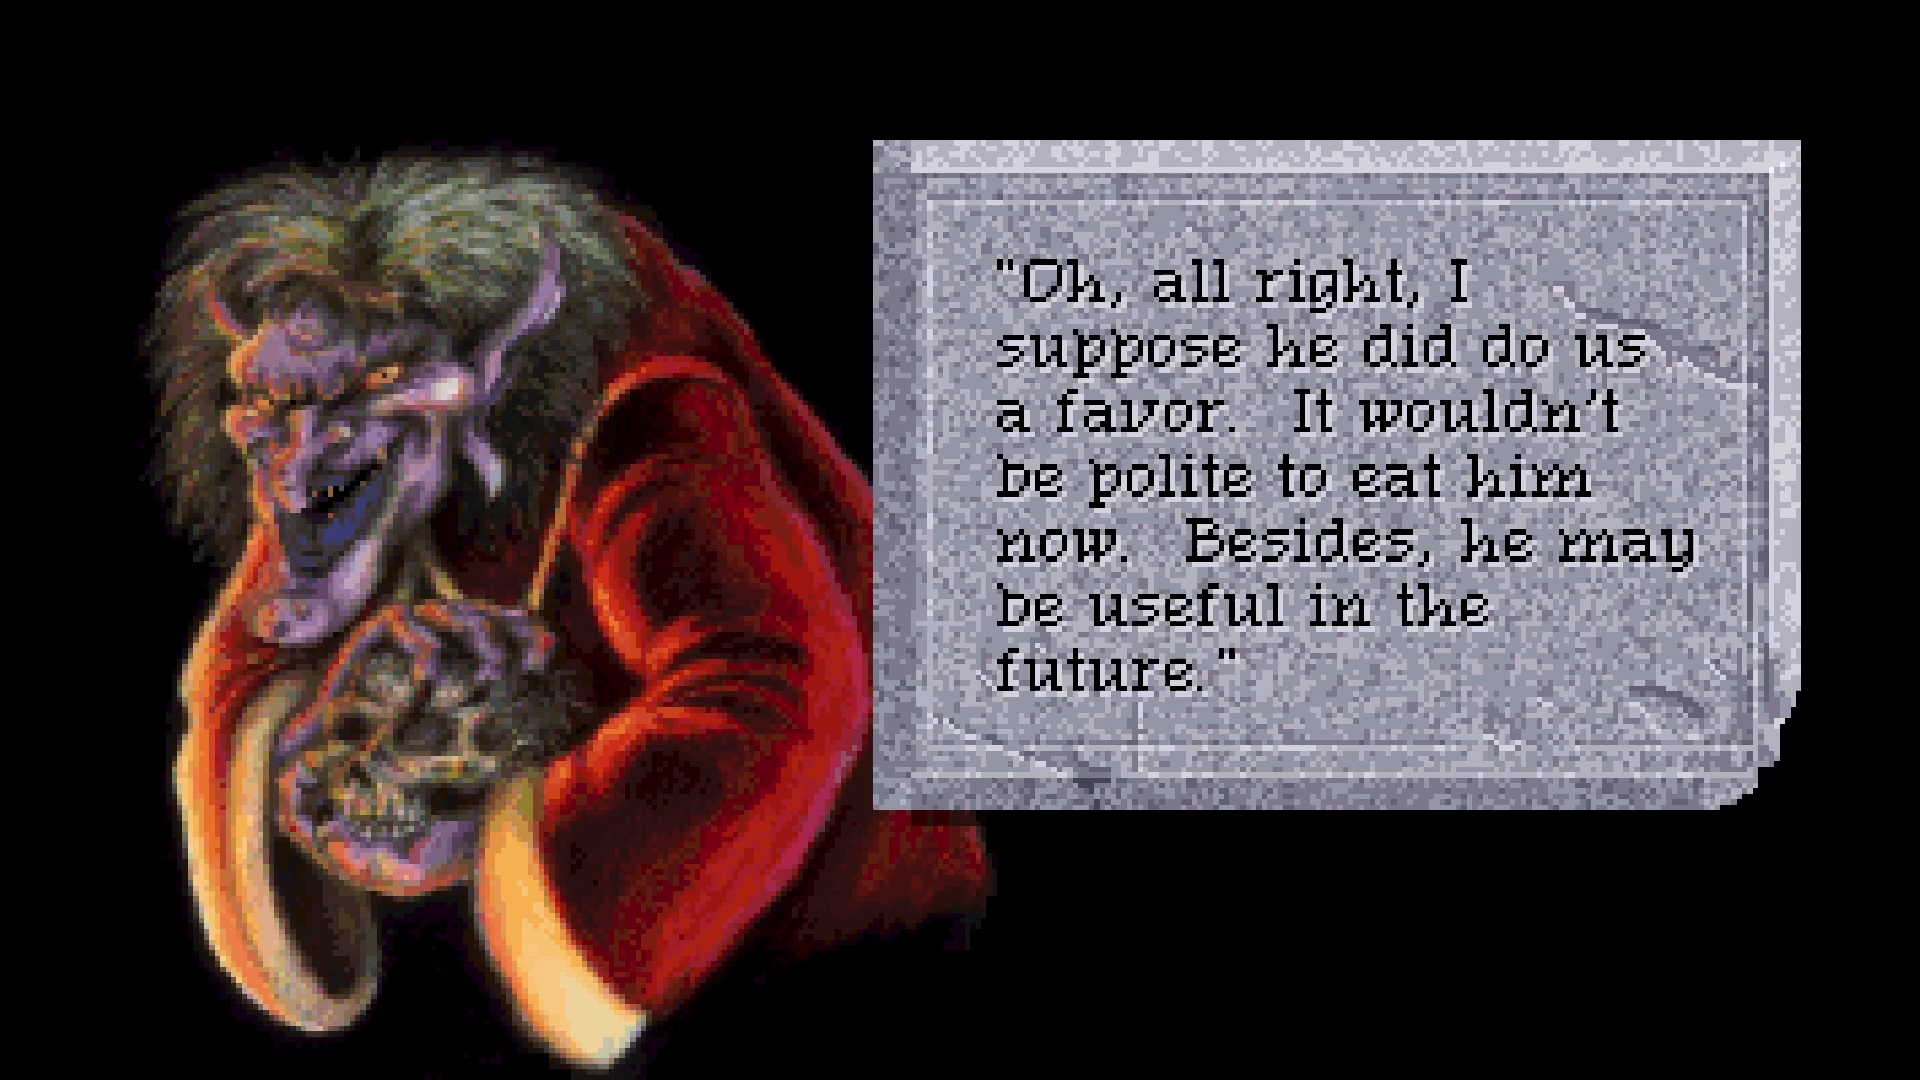 "Oh, all right, I
suppose he did do us
a favor.  It wouldn't
be polite to eat him
now.  Besides, he may
be useful in the
future."